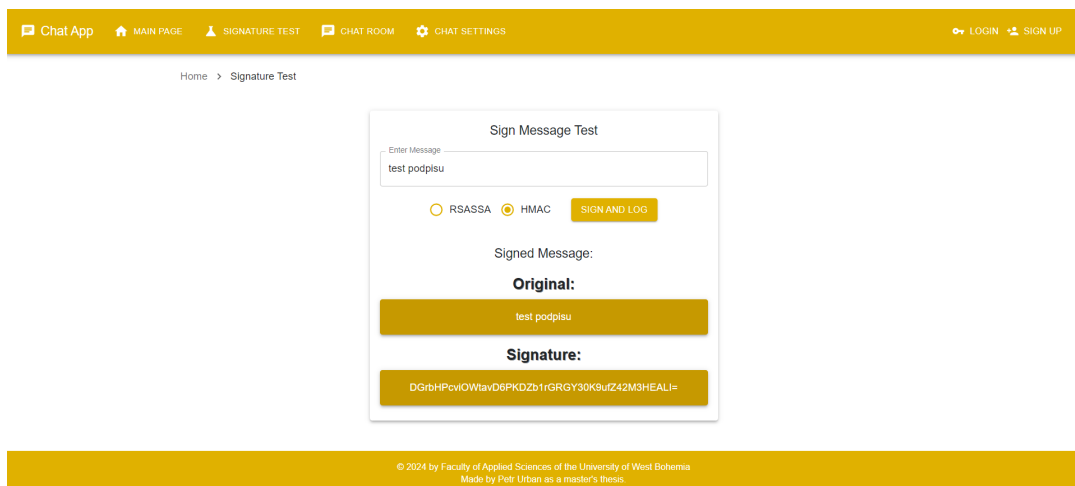 Chat App MAIN PAGE SIGNATURE TEST CHAT ROOM CHAT SETTINGS LOGIN SIGN UP
Home > Signature Test
Sign Message Test
Enter Message
test podpisu
RSASSA HMAC SIGN AND LOG
Signed Message:
Original:
test podpisu
Signature:
DGrbHPcviOWtavD6PKDZb1rGRGY30K9ufZ42M3HEALI=
© 2024 by Faculty of Applied Sciences of the University of West Bohemia
Made by Petr Urban as a master's thesis.